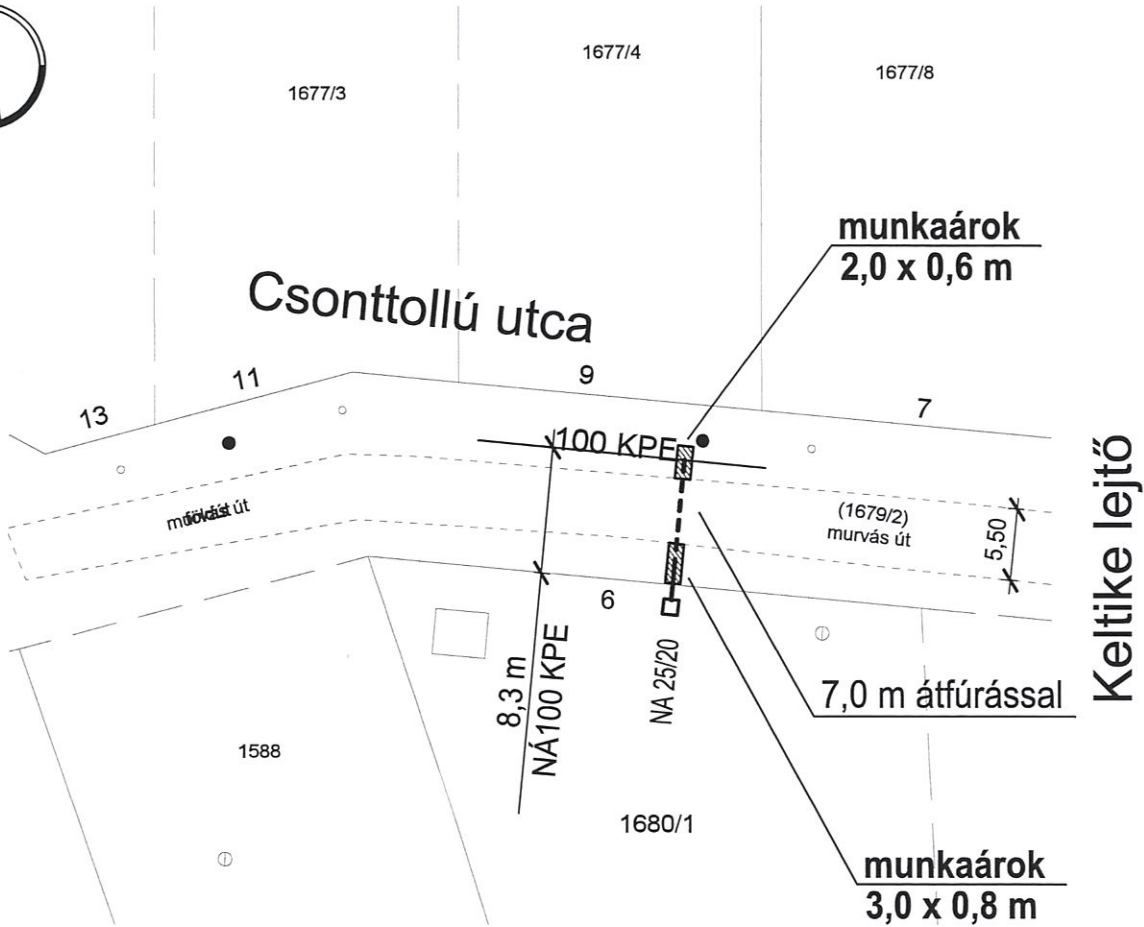 1677/3
1677/4
1677/8
munkaárok
2,0 x 0,6 m
Csonttollú utca
13
11
9
7
100 KPE
murvás út
(1679/2)
murvás út
5,50
Keltike lejtő
6
8,3 m
NÁ100 KPE
NA 25/20
7,0 m átfúrással
1588
1680/1
munkaárok
3,0 x 0,8 m